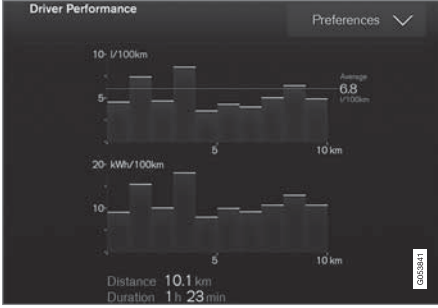 Driver Performance
Preferences
10 l/100km
Average
6.8
l/100km
5
5
10 km
20 kWh/100km
10
5
10 km
Distance 10.1 km
Duration 1 h 23 min
G053841